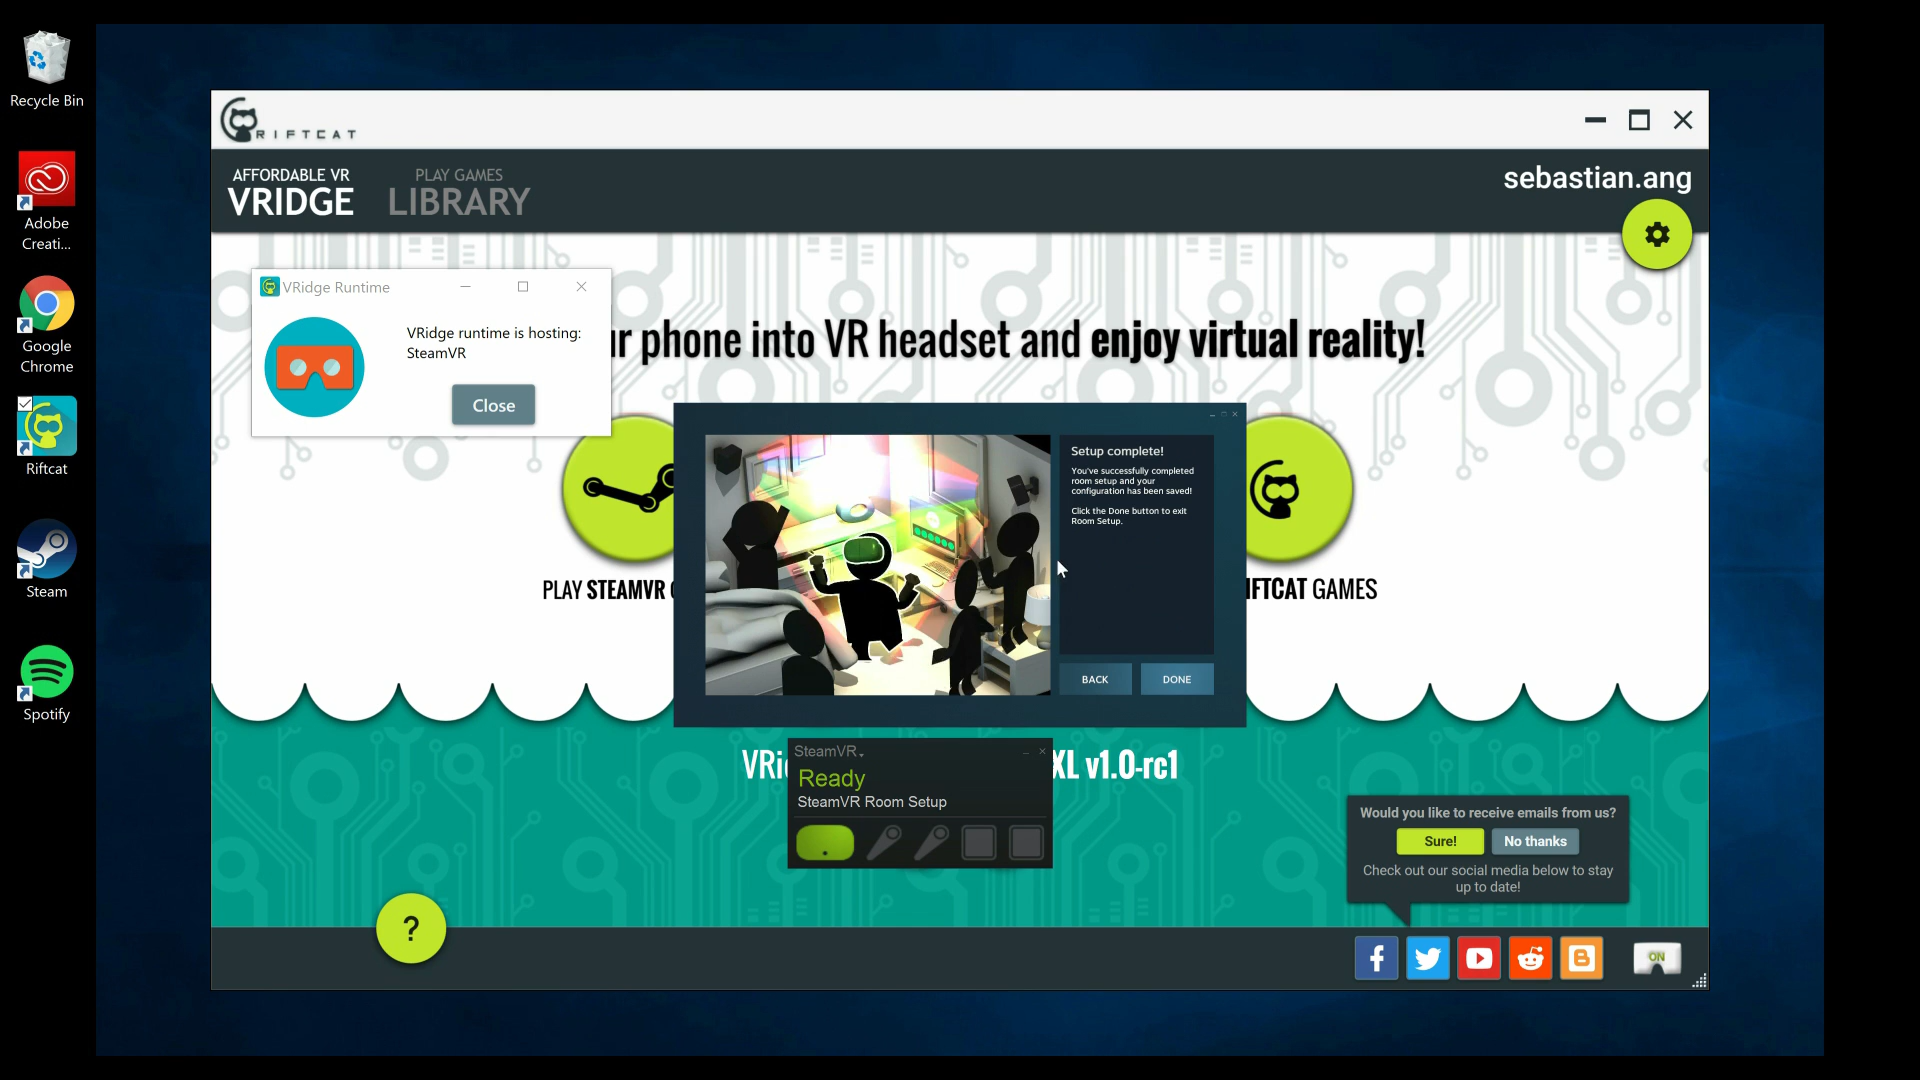 Recycle Bin
Adobe
Creati...
Google
Chrome
Riftcat
Steam
Spotify
RIFTCAT
AFFORDABLE VR
VRIDGE
PLAY GAMES
LIBRARY
sebastian.ang
VRidge Runtime
VRidge runtime is hosting:
SteamVR
Close
phone into VR headset and enjoy virtual reality!
PLAY STEAMVR
GAMES
Setup complete!
You've successfully completed
room setup and your
configuration has been saved!
Click the Done button to exit
Room Setup.
BACK
DONE
XL v1.0-rc1
SteamVR
Ready
SteamVR Room Setup
Would you like to receive emails from us?
Sure!
No thanks
Check out our social media below to stay
up to date!
?
ON